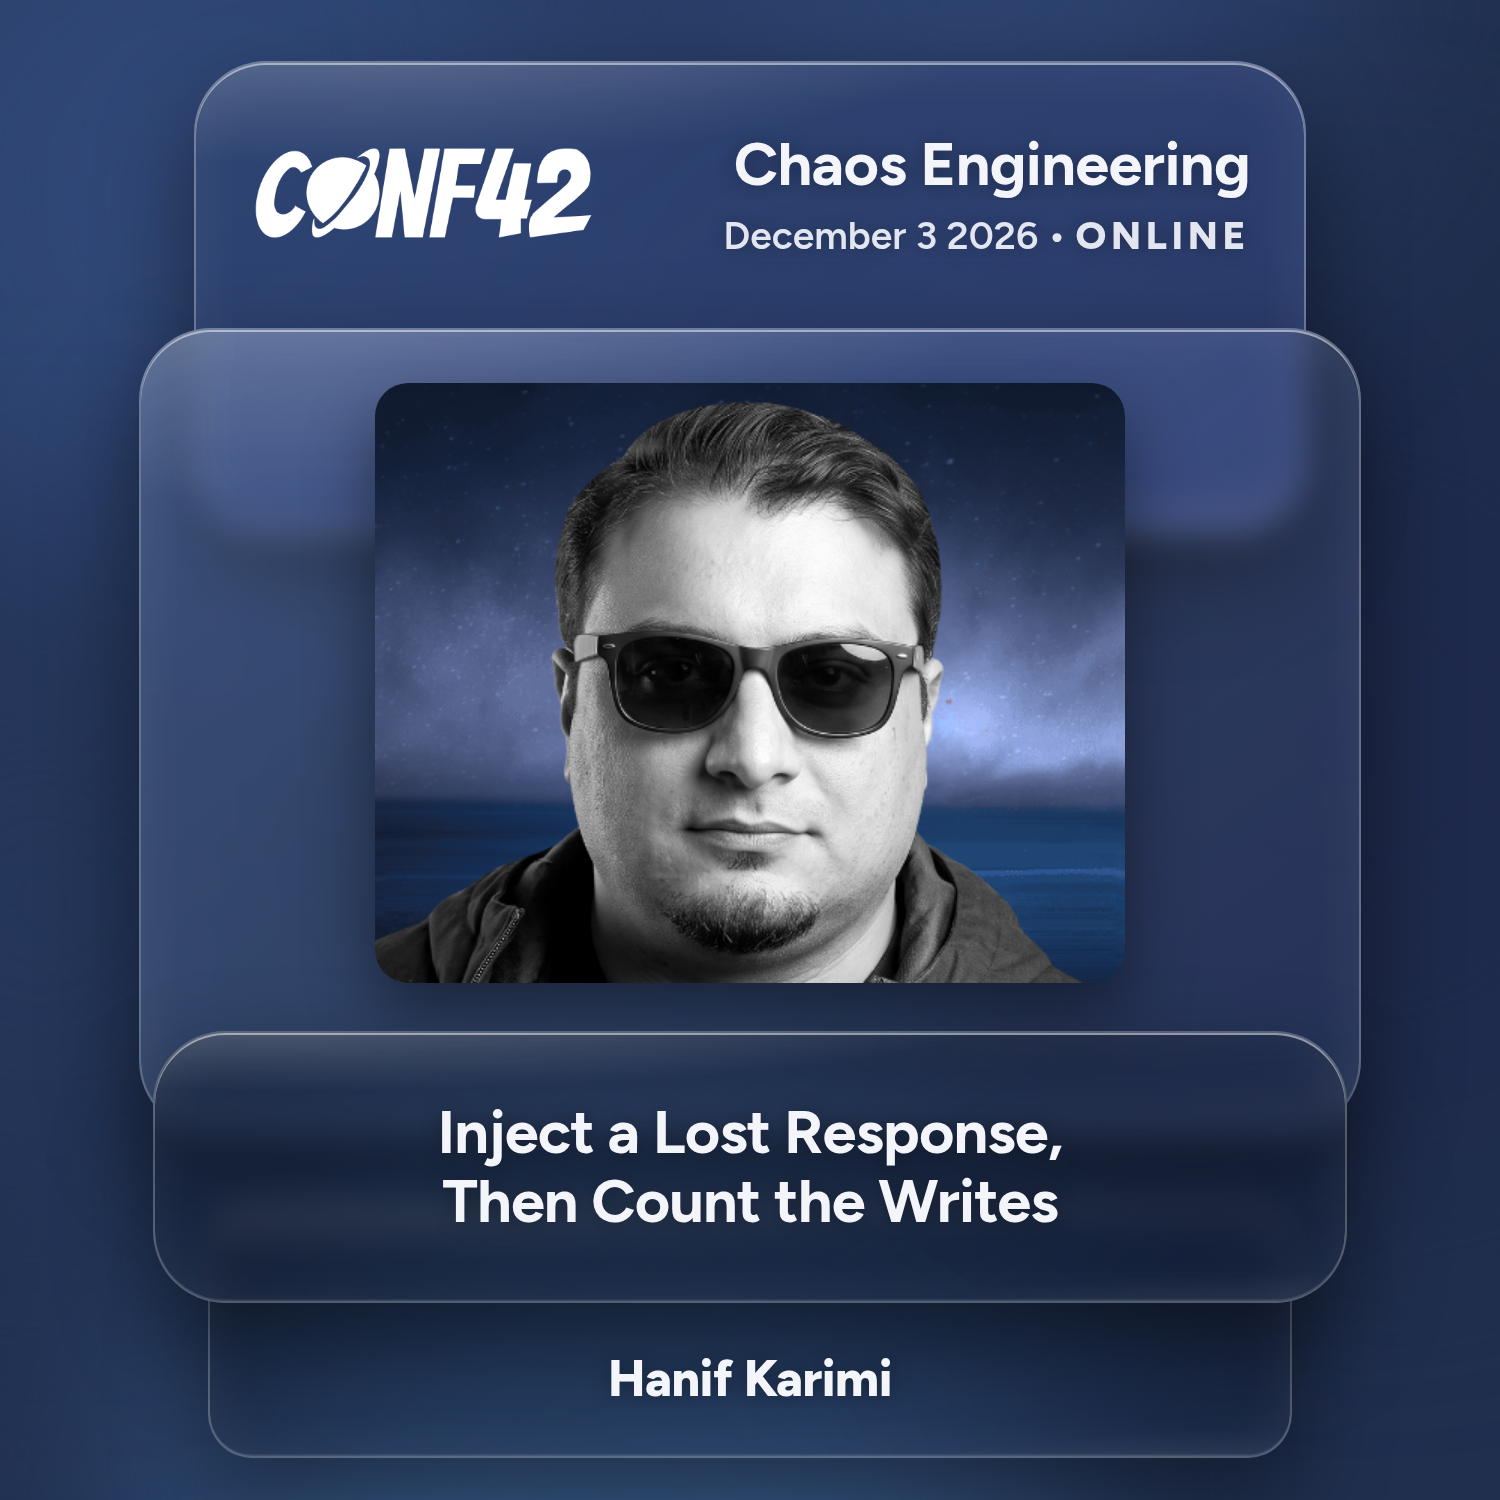 CONF42
Chaos Engineering
December 3 2026 • ONLINE
Inject a Lost Response,
Then Count the Writes
Hanif Karimi